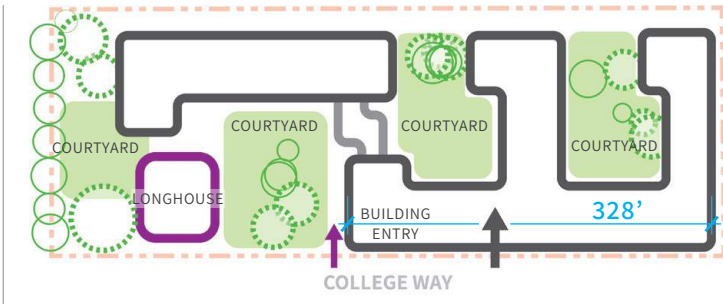 COURTYARD
COURTYARD
COURTYARD
COURTYARD
LONGHOUSE
BUILDING
ENTRY
328’
COLLEGE WAY